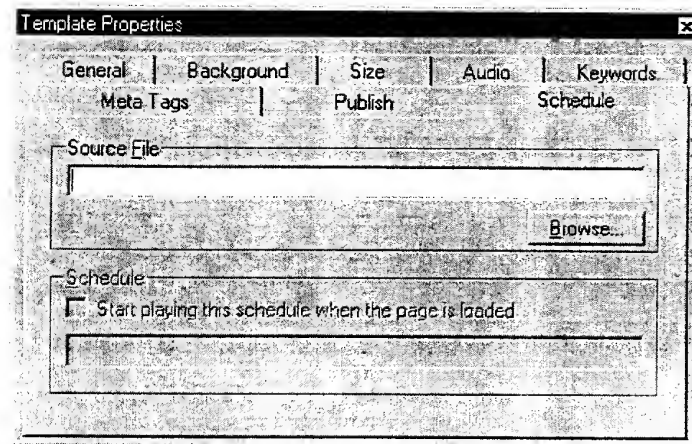 Template Properties
General Background Size Audio Keywords
Meta Tags Publish Schedule
Source File
Browse...
Schedule
Start playing this schedule when the page is loaded